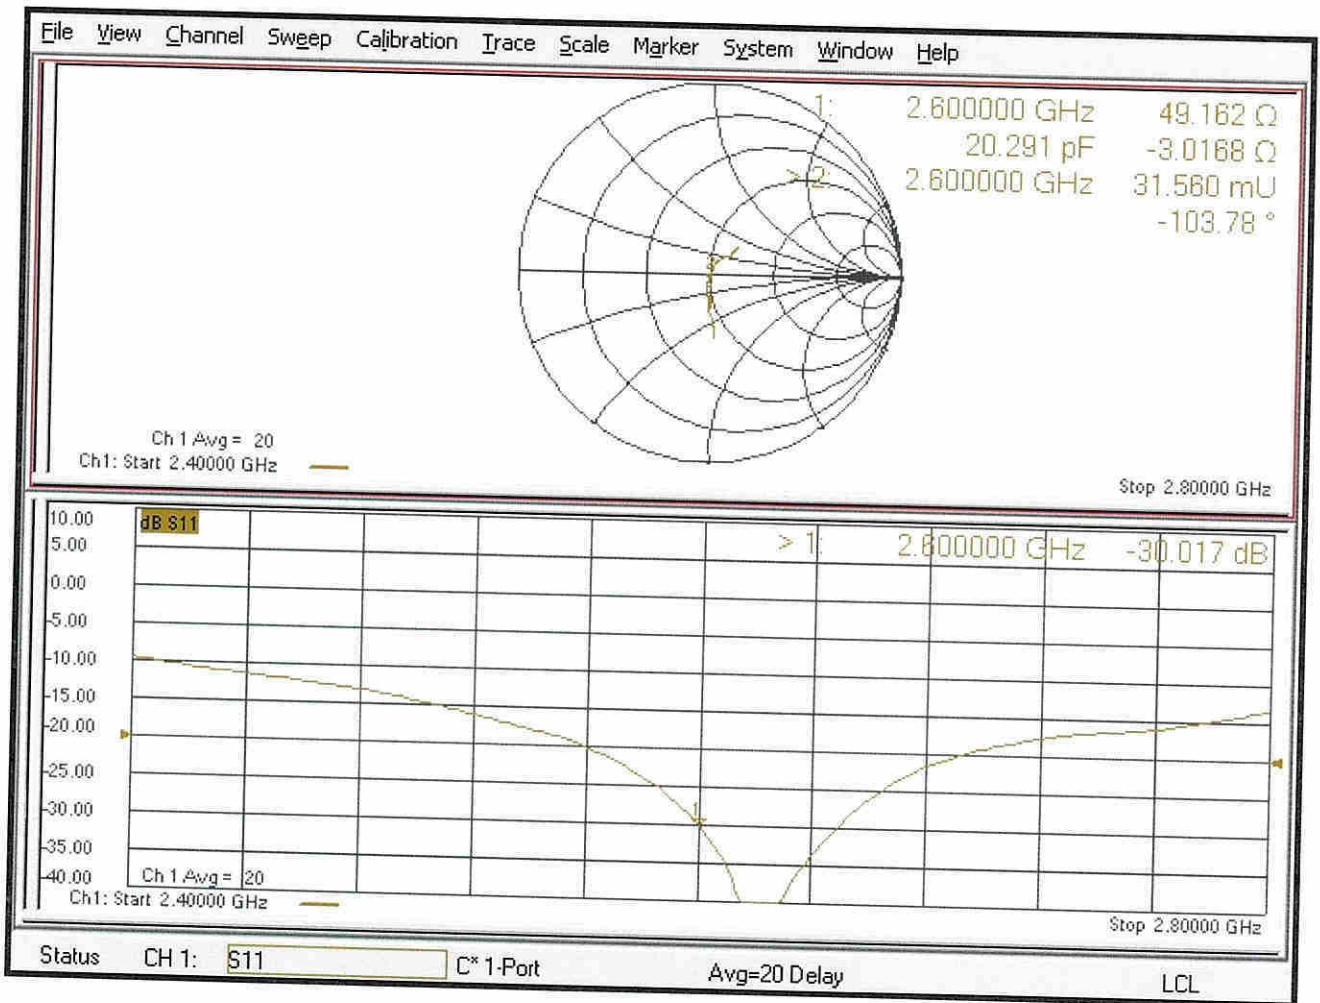 File View Channel Sweep Calibration Trace Scale Marker System Window Help
1: 2.600000 GHz 49.162 Ω
20.291 pF -3.0168 Ω
> 2: 2.600000 GHz 31.560 mU
-103.78 °
Ch 1 Avg = 20
Ch1: Start 2.40000 GHz
Stop 2.80000 GHz
10.00
dB S11
> 1: 2.600000 GHz -30.017 dB
5.00
0.00
-5.00
-10.00
-15.00
-20.00
-25.00
-30.00
1
-35.00
-40.00
Ch 1 Avg = 20
Ch1: Start 2.40000 GHz
Stop 2.80000 GHz
Status CH 1: S11 C* 1-Port Avg=20 Delay LCL